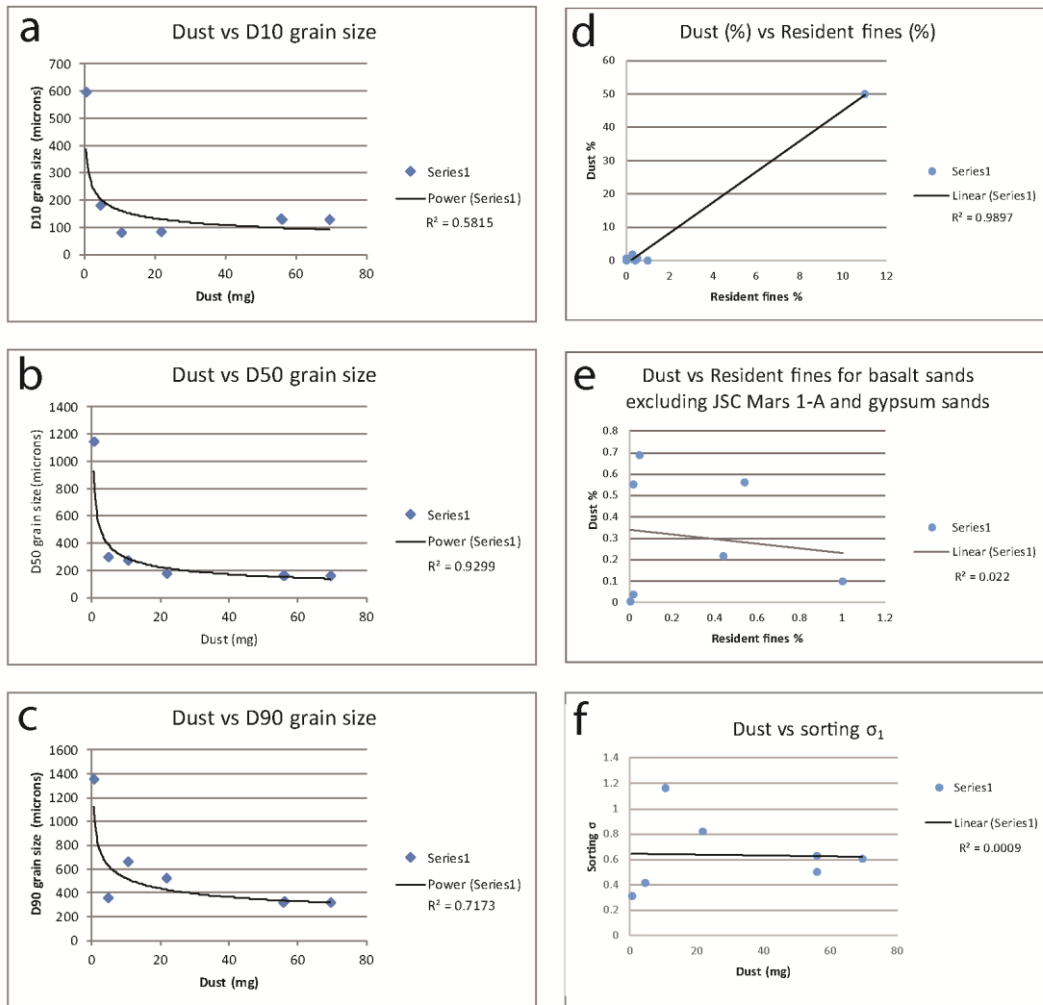 a
Dust vs D10 grain size
700
600
500
400
300
200
100
0
0 20 40 60 80
D10 grain size (microns)
Dust (mg)
Series1
Power (Series1)
R² = 0.5815
b
Dust vs D50 grain size
1400
1200
1000
800
600
400
200
0
0 20 40 60 80
D50 grain size (microns)
Dust (mg)
Series1
Power (Series1)
R² = 0.9299
c
Dust vs D90 grain size
1600
1400
1200
1000
800
600
400
200
0
0 20 40 60 80
D90 grain size (microns)
Dust (mg)
Series1
Power (Series1)
R² = 0.7173
d
Dust (%) vs Resident fines (%)
60
50
40
30
20
10
0
0 2 4 6 8 10 12
Dust %
Resident fines %
Series1
Linear (Series1)
R² = 0.9897
e
Dust vs Resident fines for basalt sands
excluding JSC Mars 1-A and gypsum sands
0.8
0.7
0.6
0.5
0.4
0.3
0.2
0.1
0
0 0.2 0.4 0.6 0.8 1 1.2
Dust %
Resident fines %
Series1
Linear (Series1)
R² = 0.022
f
Dust vs sorting σ₁
1.4
1.2
1
0.8
0.6
0.4
0.2
0
0 20 40 60 80
Sorting σ
Dust (mg)
Series1
Linear (Series1)
R² = 0.0009